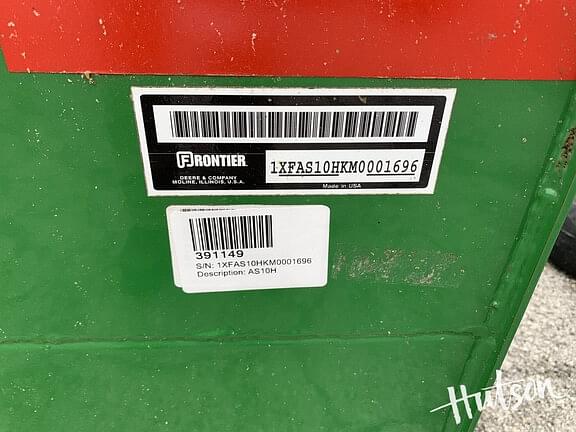 FRONTIER
DEERE & COMPANY
MOLINE, ILLINOIS, U.S.A.
1XFAS10HKM0001696
Made in USA
391149
S/N: 1XFAS10HKM0001696
Description: AS10H
Hutson